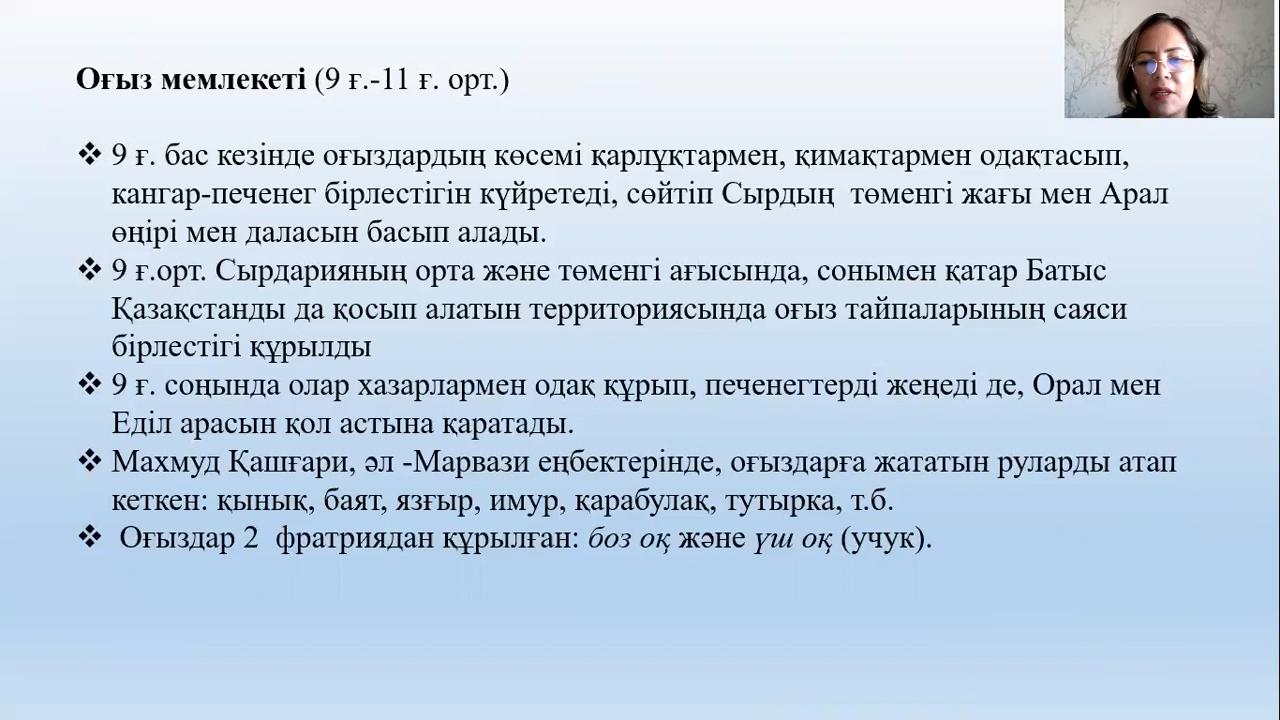 Оғыз мемлекеті (9 ғ.-11 ғ. орт.)
❖ 9 ғ. бас кезінде оғыздардың көсемі қарлұқтармен, қимақтармен одақтасып,
кангар-печенег бірлестігін күйретеді, сөйтіп Сырдың төменгі жағы мен Арал
өңірі мен даласын басып алады.
❖ 9 ғ.орт. Сырдарияның орта және төменгі ағысында, сонымен қатар Батыс
Қазақстанды да қосып алатын территориясында оғыз тайпаларының саяси
бірлестігі құрылды
❖ 9 ғ. соңында олар хазарлармен одақ құрып, печенегтерді жеңеді де, Орал мен
Еділ арасын қол астына қаратады.
❖ Махмуд Қашғари, әл -Марвази еңбектерінде, оғыздарға жататын руларды атап
кеткен: қынық, баят, язғыр, имур, қарабулақ, тутырка, т.б.
❖ Оғыздар 2 фратриядан құрылған: боз оқ және үш оқ (учук).